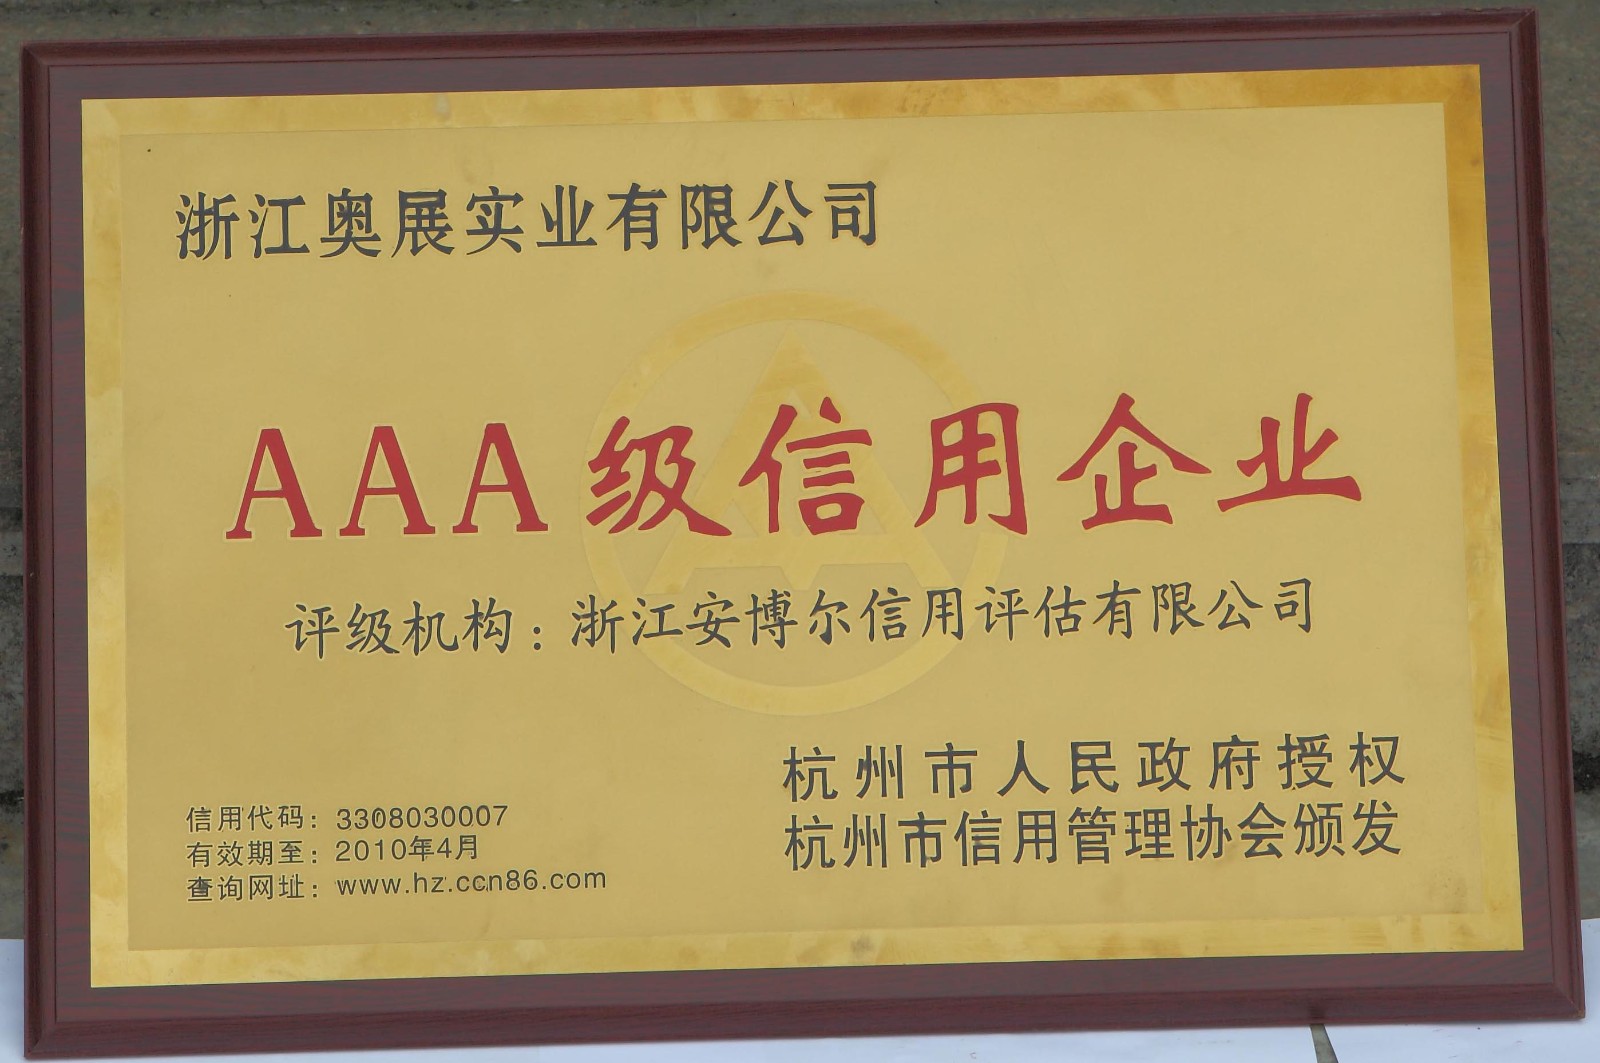 浙江奥展实业有限公司
AAA级信用企业
评级机构：浙江安博尔信用评估有限公司
杭州市人民政府授权
杭州市信用管理协会颁发
信用代码：3308030007
有效期至：2010年4月
查询网址：www.hz.ccn86.com